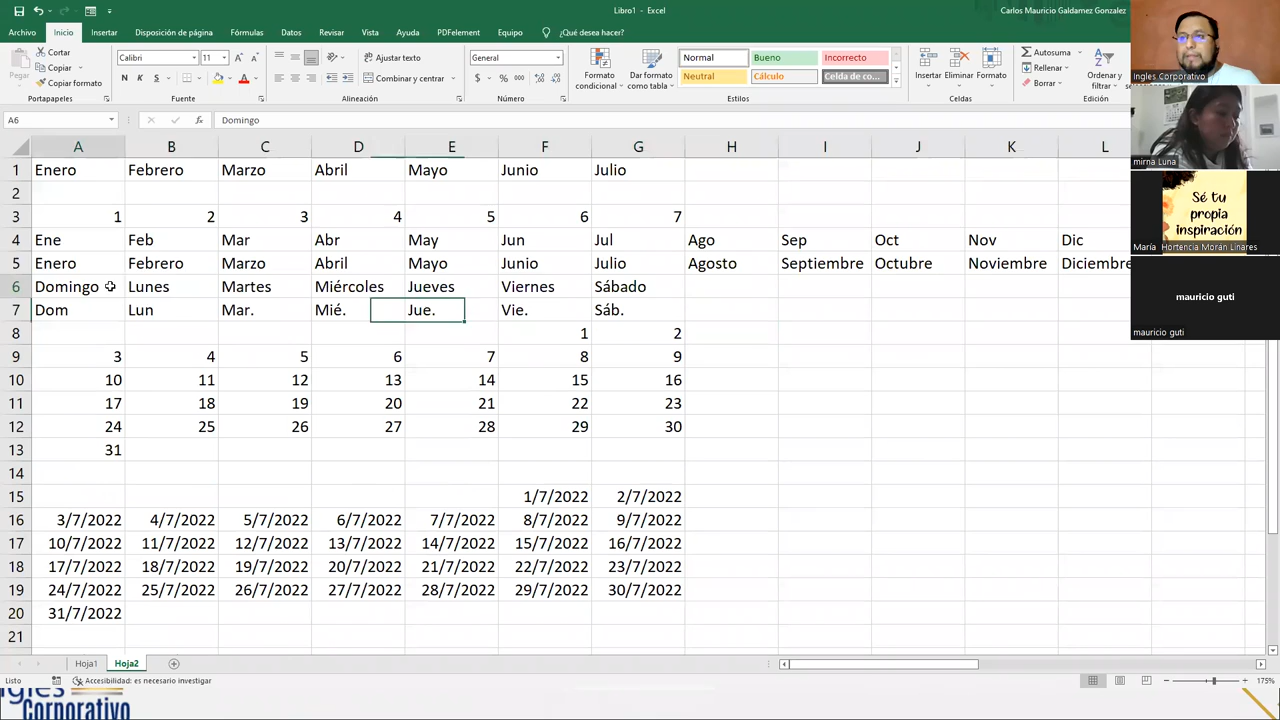 Libro1 - Excel
Carlos Mauricio Galdamez Gonzalez
Archivo Inicio Insertar Disposición de página Fórmulas Datos Revisar Vista Ayuda PDFelement Equipo ¿Qué desea hacer?
Pegar
Cortar
Copiar
Copiar formato
Portapapeles
Calibri 11
N K S
Fuente
Ajustar texto
Combinar y centrar
Alineación
General
$ % 000
Número
Formato condicional
Dar formato como tabla
Normal Bueno Incorrecto
Neutral Cálculo Celda de co...
Estilos
Insertar Eliminar Formato
Celdas
Autosuma
Rellenar
Borrar
Ordenar y filtrar
Edición
A6 fx Domingo
A B C D E F G H I J K L
1 Enero Febrero Marzo Abril Mayo Junio Julio
2
3 1 2 3 4 5 6 7
4 Ene Feb Mar Abr May Jun Jul Ago Sep Oct Nov Dic
5 Enero Febrero Marzo Abril Mayo Junio Julio Agosto Septiembre Octubre Noviembre Diciembre
6 Domingo Lunes Martes Miércoles Jueves Viernes Sábado
7 Dom Lun Mar. Mié. Jue. Vie. Sáb.
8 1 2
9 3 4 5 6 7 8 9
10 10 11 12 13 14 15 16
11 17 18 19 20 21 22 23
12 24 25 26 27 28 29 30
13 31
14
15 1/7/2022 2/7/2022
16 3/7/2022 4/7/2022 5/7/2022 6/7/2022 7/7/2022 8/7/2022 9/7/2022
17 10/7/2022 11/7/2022 12/7/2022 13/7/2022 14/7/2022 15/7/2022 16/7/2022
18 17/7/2022 18/7/2022 19/7/2022 20/7/2022 21/7/2022 22/7/2022 23/7/2022
19 24/7/2022 25/7/2022 26/7/2022 27/7/2022 28/7/2022 29/7/2022 30/7/2022
20 31/7/2022
21
Hoja1 Hoja2
Listo
Accesibilidad: es necesario investigar
175%
Ingles Corporativo
mirna Luna
Sé tu
propia
inspiración
María Hortencia Morán Linares
mauricio guti
mauricio guti
Ingles
Corporativo